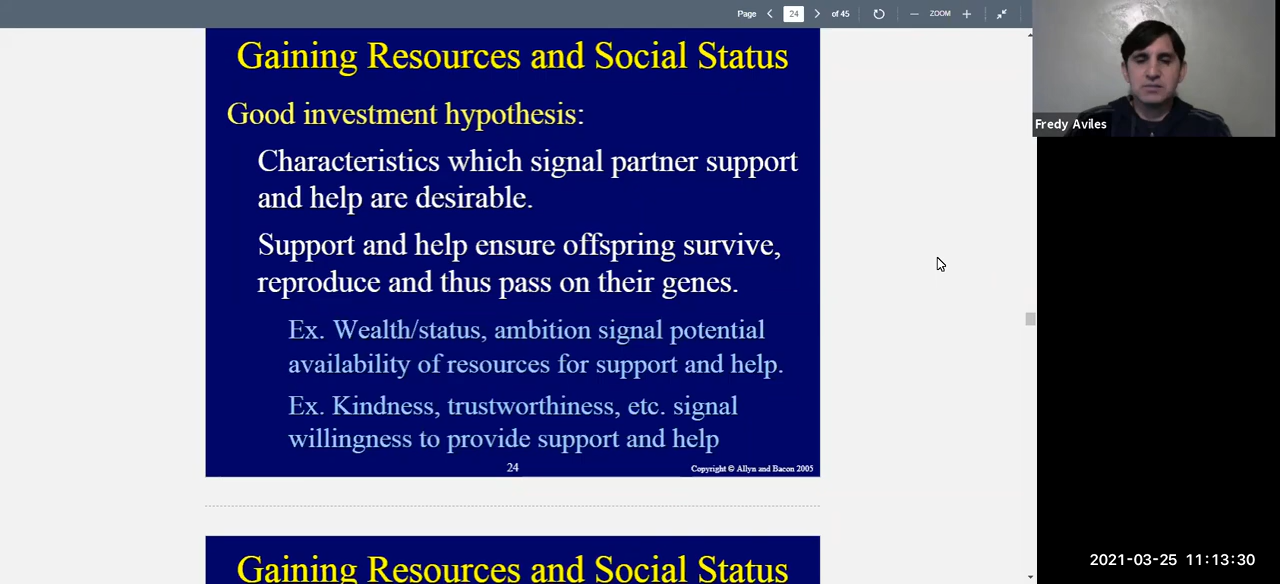 Page 24 of 45 ZOOM
Gaining Resources and Social Status
Good investment hypothesis:
Characteristics which signal partner support
and help are desirable.
Support and help ensure offspring survive,
reproduce and thus pass on their genes.
Ex. Wealth/status, ambition signal potential
availability of resources for support and help.
Ex. Kindness, trustworthiness, etc. signal
willingness to provide support and help
24
Copyright © Allyn and Bacon 2005
Gaining Resources and Social Status
Fredy Aviles
2021-03-25 11:13:30